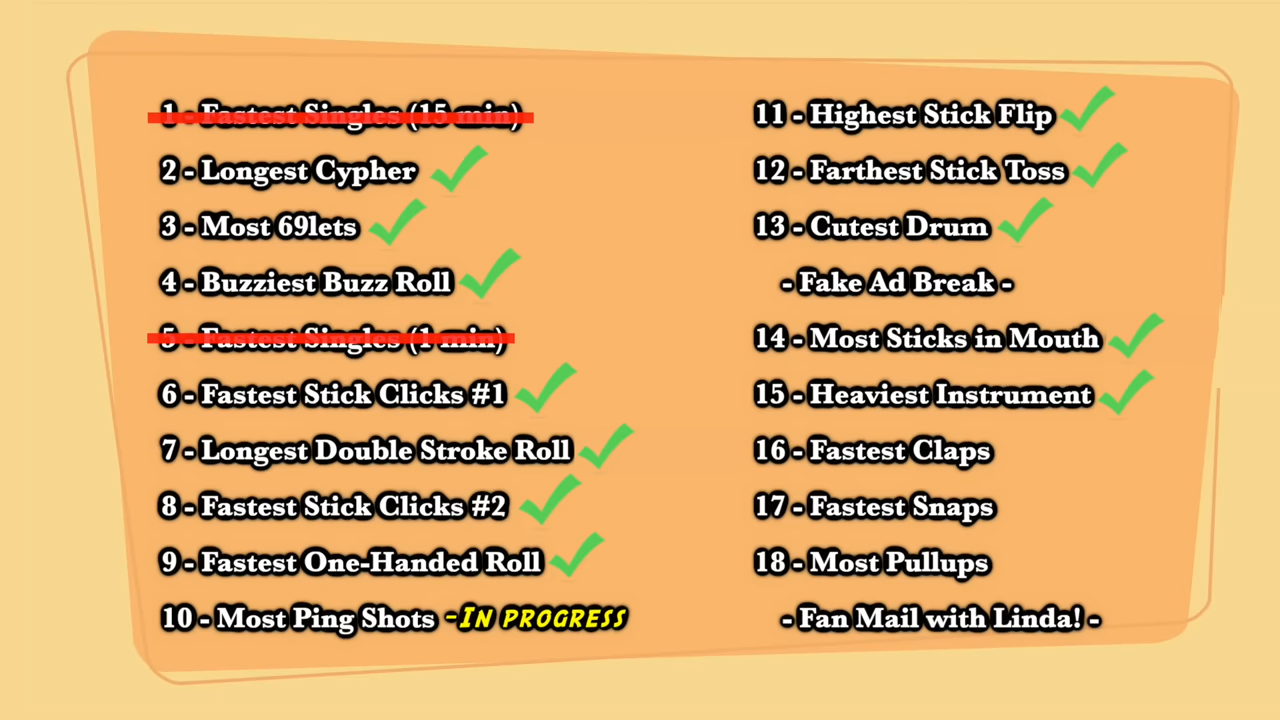 1 - Fastest Singles (15 min)
2 - Longest Cypher
3 - Most 69lets
4 - Buzziest Buzz Roll
5 - Fastest Singles (1 min)
6 - Fastest Stick Clicks #1
7 - Longest Double Stroke Roll
8 - Fastest Stick Clicks #2
9 - Fastest One-Handed Roll
10 - Most Ping Shots -In progress
11 - Highest Stick Flip
12 - Farthest Stick Toss
13 - Cutest Drum
- Fake Ad Break -
14 - Most Sticks in Mouth
15 - Heaviest Instrument
16 - Fastest Claps
17 - Fastest Snaps
18 - Most Pullups
- Fan Mail with Linda! -